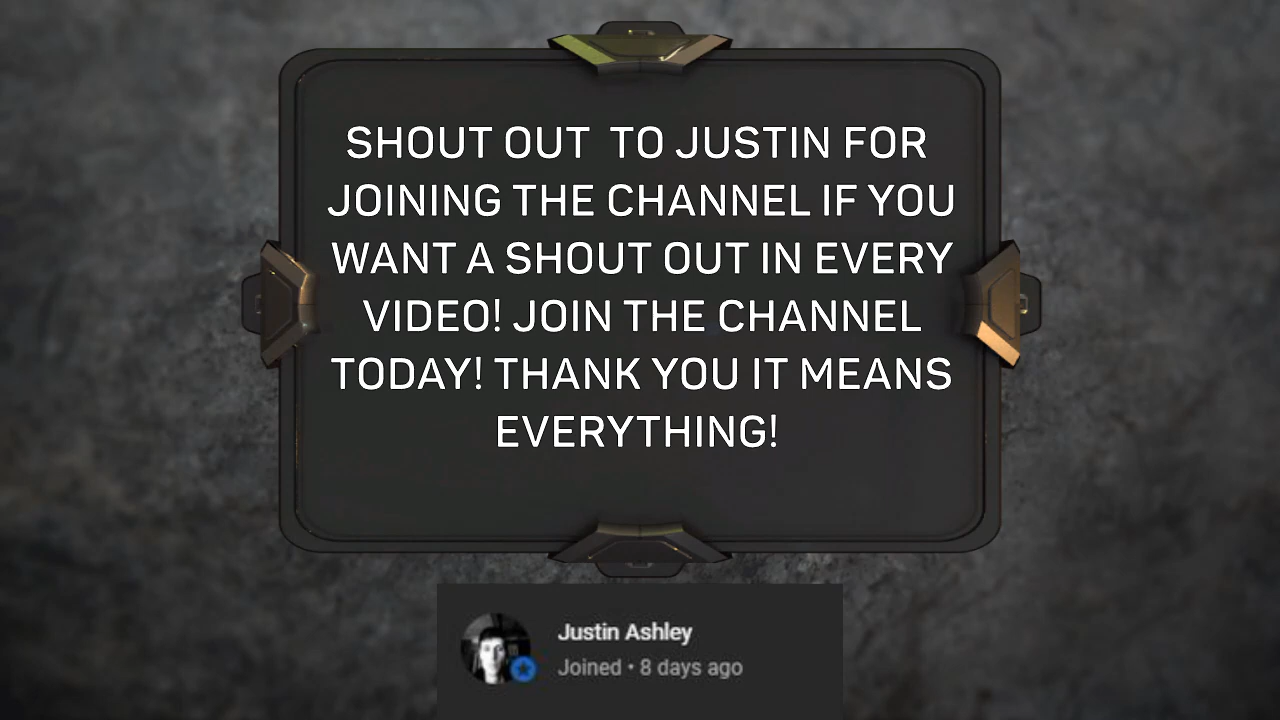 SHOUT OUT  TO JUSTIN FOR
JOINING THE CHANNEL IF YOU
WANT A SHOUT OUT IN EVERY
VIDEO! JOIN THE CHANNEL
TODAY! THANK YOU IT MEANS
EVERYTHING!
Justin Ashley
Joined • 8 days ago